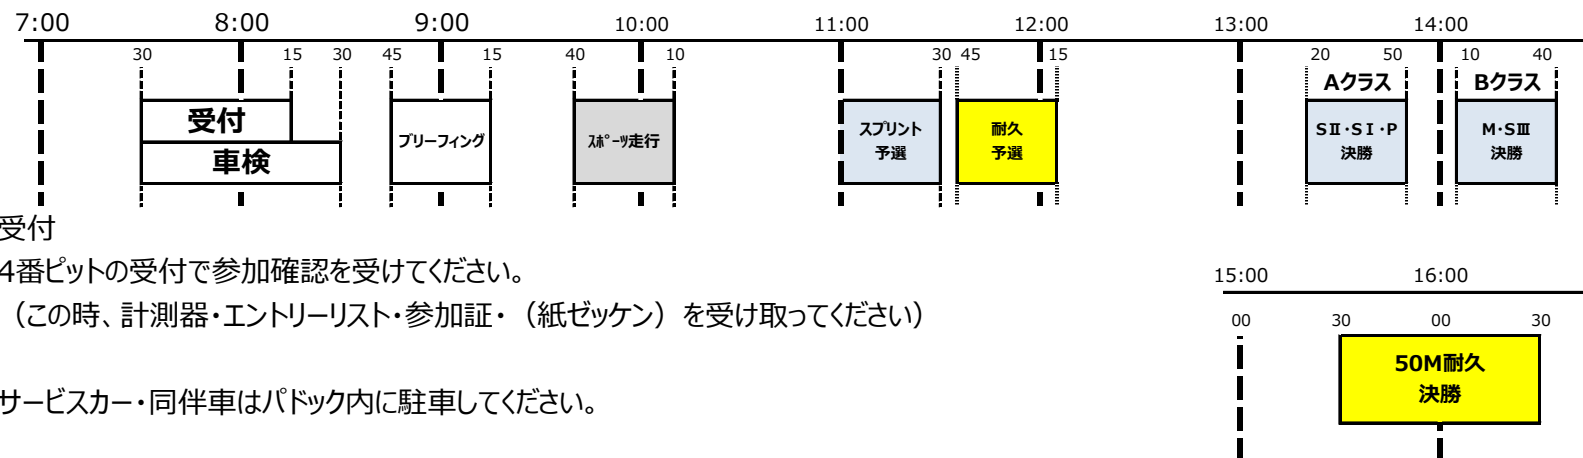 7:00 8:00 9:00 10:00 11:00 12:00 13:00 14:00
30 15 30 45 15 40 10 30 45 15 20 50 10 40
Aクラス Bクラス
受付
車検
ブリーフィング
スポーツ走行
スプリント
予選
耐久
予選
SⅡ・SⅠ・P
決勝
M・SⅢ
決勝
受付
4番ピットの受付で参加確認を受けてください。
（この時、計測器・エントリーリスト・参加証・（紙ゼッケン）を受け取ってください）
サービスカー・同伴車はパドック内に駐車してください。
15:00 16:00
00 30 00 30
50M耐久
決勝